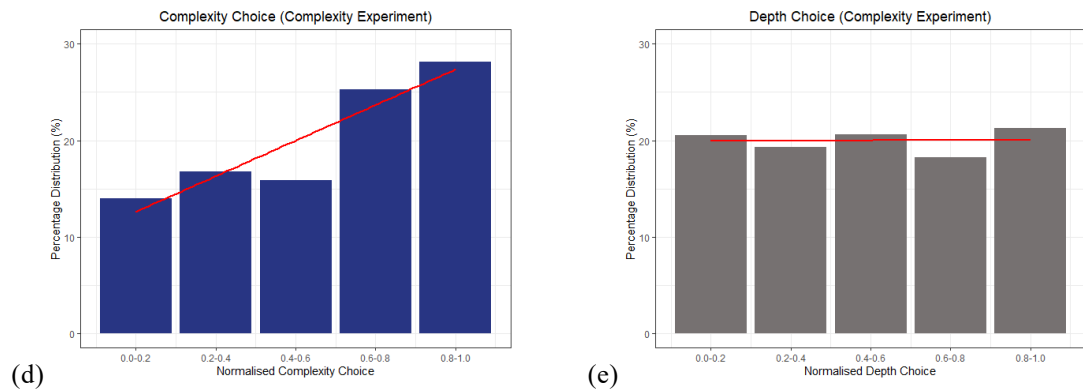 Complexity Choice (Complexity Experiment)
Percentage Distribution (%)
30
20
10
0
0.0-0.2 0.2-0.4 0.4-0.6 0.6-0.8 0.8-1.0
Normalised Complexity Choice
(d)
Depth Choice (Complexity Experiment)
Percentage Distribution (%)
30
20
10
0
0.0-0.2 0.2-0.4 0.4-0.6 0.6-0.8 0.8-1.0
Normalised Depth Choice
(e)